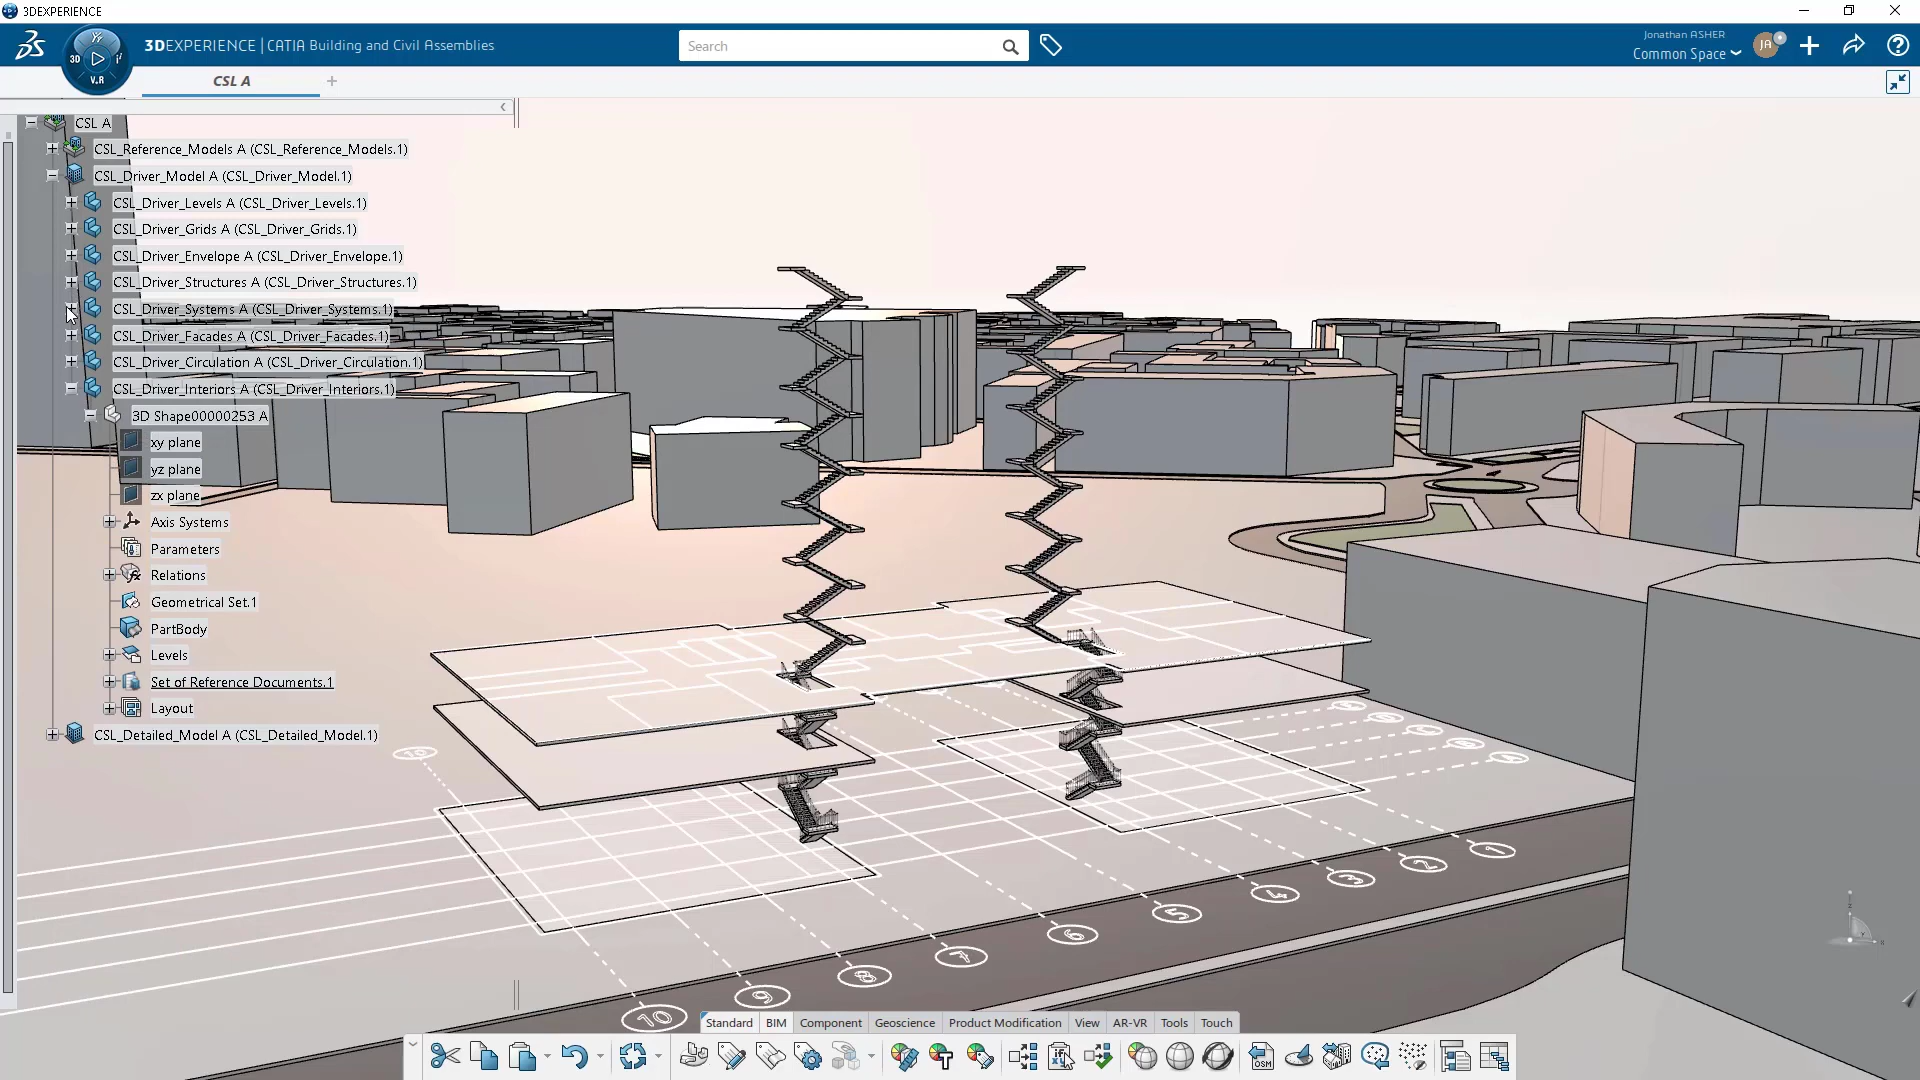 3DEXPERIENCE
3DEXPERIENCE | CATIA Building and Civil Assemblies
Search
Jonathan ASHER
Common Space
JA
3D
V.R
CSL A
CSL A
CSL_Reference_Models A (CSL_Reference_Models.1)
CSL_Driver_Model A (CSL_Driver_Model.1)
CSL_Driver_Levels A (CSL_Driver_Levels.1)
CSL_Driver_Grids A (CSL_Driver_Grids.1)
CSL_Driver_Envelope A (CSL_Driver_Envelope.1)
CSL_Driver_Structures A (CSL_Driver_Structures.1)
CSL_Driver_Systems A (CSL_Driver_Systems.1)
CSL_Driver_Facades A (CSL_Driver_Facades.1)
CSL_Driver_Circulation A (CSL_Driver_Circulation.1)
CSL_Driver_Interiors A (CSL_Driver_Interiors.1)
3D Shape00000253 A
xy plane
yz plane
zx plane
Axis Systems
Parameters
Relations
Geometrical Set.1
PartBody
Levels
Set of Reference Documents.1
Layout
CSL_Detailed_Model A (CSL_Detailed_Model.1)
10
1
2
3
4
5
6
7
8
9
10
Standard BIM Component Geoscience Product Modification View AR-VR Tools Touch
OSM